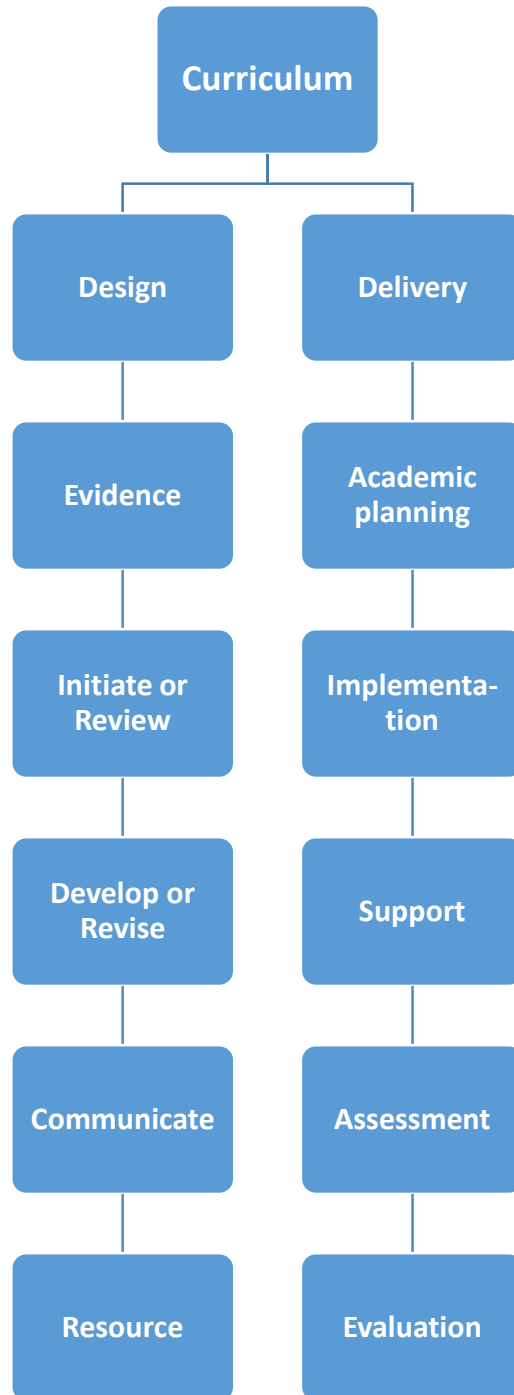 Curriculum
Design
Delivery
Evidence
Academic
planning
Initiate or
Review
Implementa-
tion
Develop or
Revise
Support
Communicate
Assessment
Resource
Evaluation